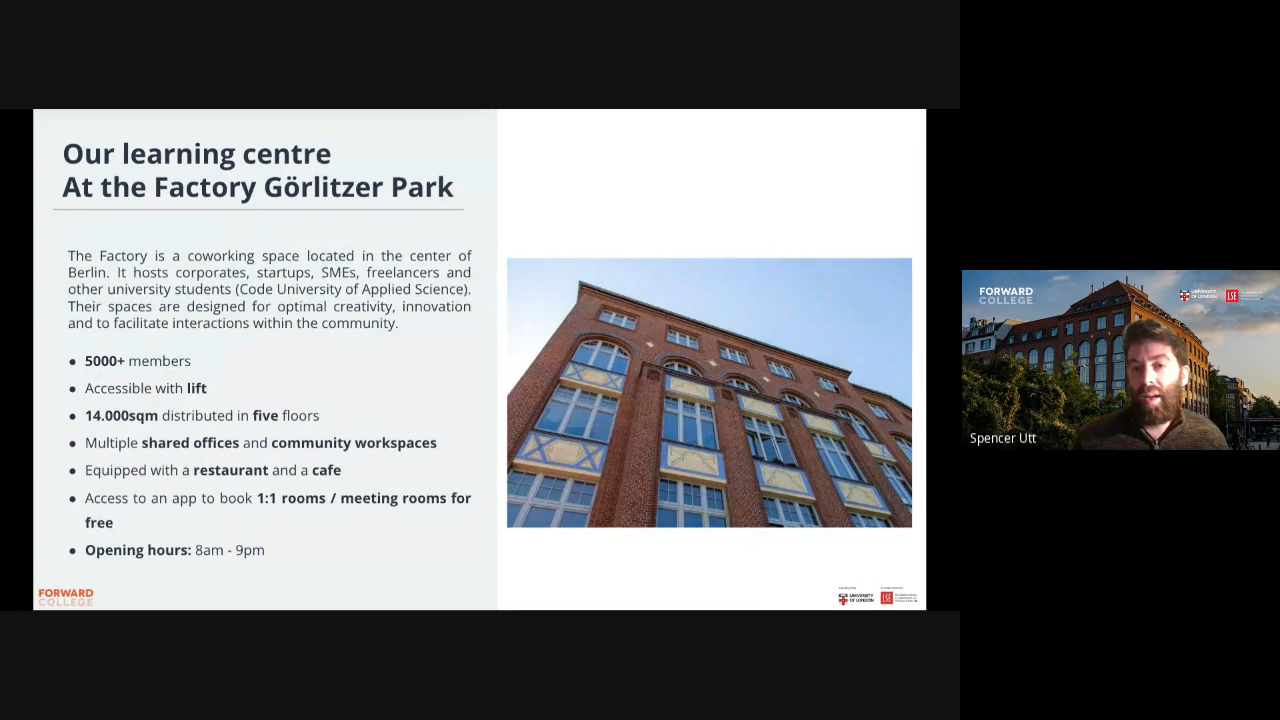 Our learning centre
At the Factory Görlitzer Park
The Factory is a coworking space located in the center of
Berlin. It hosts corporates, startups, SMEs, freelancers and
other university students (Code University of Applied Science).
Their spaces are designed for optimal creativity, innovation
and to facilitate interactions within the community.
● 5000+ members
● Accessible with lift
● 14.000sqm distributed in five floors
● Multiple shared offices and community workspaces
● Equipped with a restaurant and a cafe
● Access to an app to book 1:1 rooms / meeting rooms for
free
● Opening hours: 8am - 9pm
FORWARD
COLLEGE
UNIVERSITY
OF LONDON
LSE
FORWARD
COLLEGE
UNIVERSITY
OF LONDON
LSE
Spencer Utt